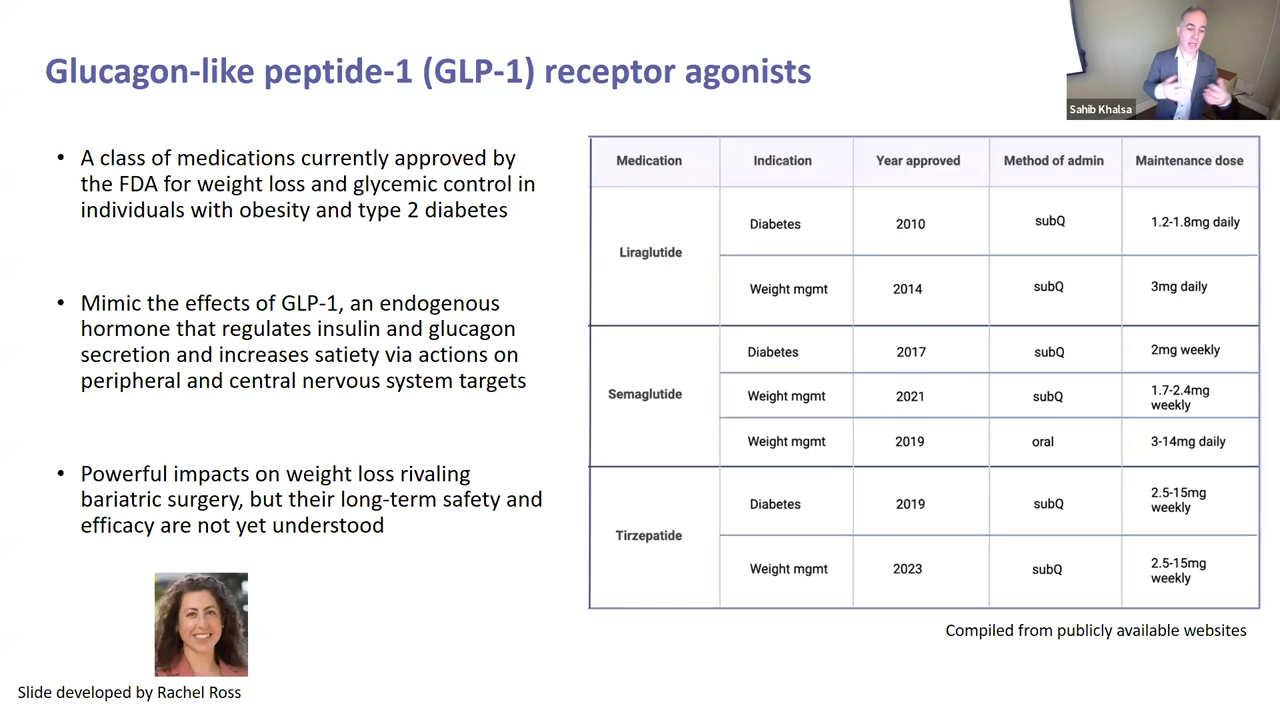 Glucagon-like peptide-1 (GLP-1) receptor agonists
Sahib Khalsa
• A class of medications currently approved by
the FDA for weight loss and glycemic control in
individuals with obesity and type 2 diabetes
• Mimic the effects of GLP-1, an endogenous
hormone that regulates insulin and glucagon
secretion and increases satiety via actions on
peripheral and central nervous system targets
• Powerful impacts on weight loss rivaling
bariatric surgery, but their long-term safety and
efficacy are not yet understood
Slide developed by Rachel Ross
Medication Indication Year approved Method of admin Maintenance dose
Liraglutide
Diabetes 2010 subQ 1.2-1.8mg daily
Weight mgmt 2014 subQ 3mg daily
Semaglutide
Diabetes 2017 subQ 2mg weekly
Weight mgmt 2021 subQ 1.7-2.4mg
weekly
Weight mgmt 2019 oral 3-14mg daily
Tirzepatide
Diabetes 2019 subQ 2.5-15mg
weekly
Weight mgmt 2023 subQ 2.5-15mg
weekly
Compiled from publicly available websites